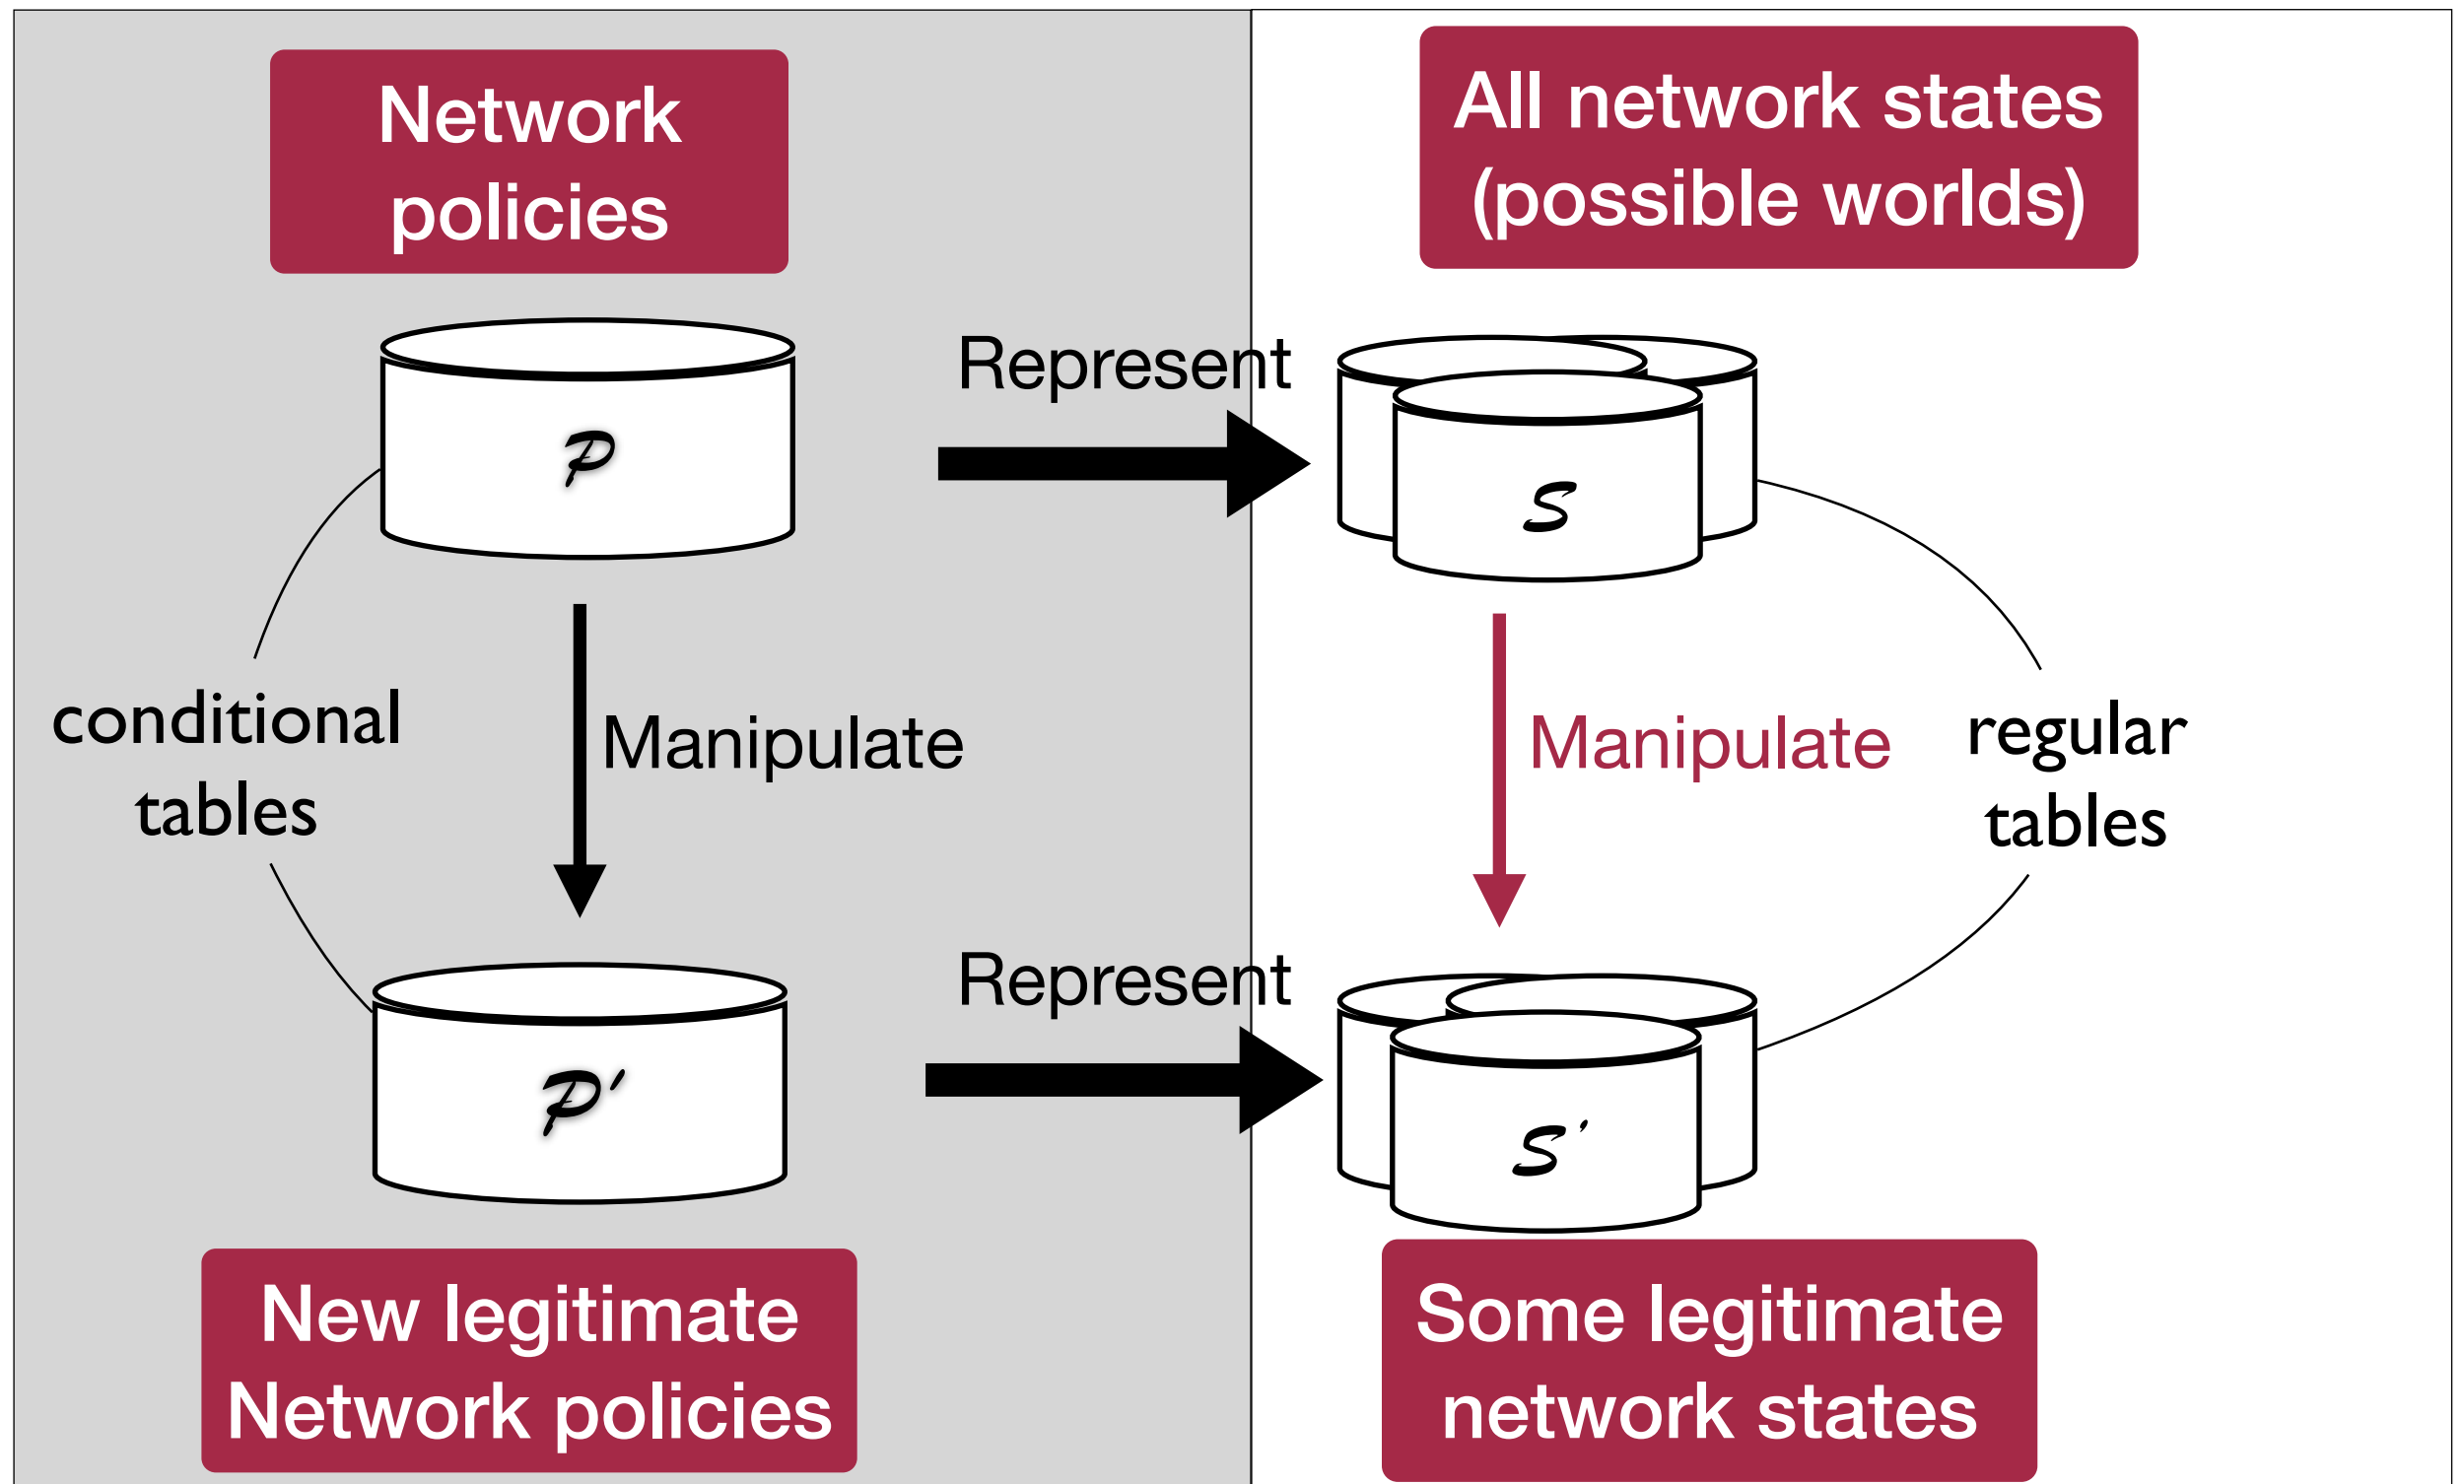 Network
policies
All network states
(possible worlds)
Represent
P
S
conditional
tables
Manipulate
Manipulate
regular
tables
Represent
P'
S'
New legitimate
Network policies
Some legitimate
network states